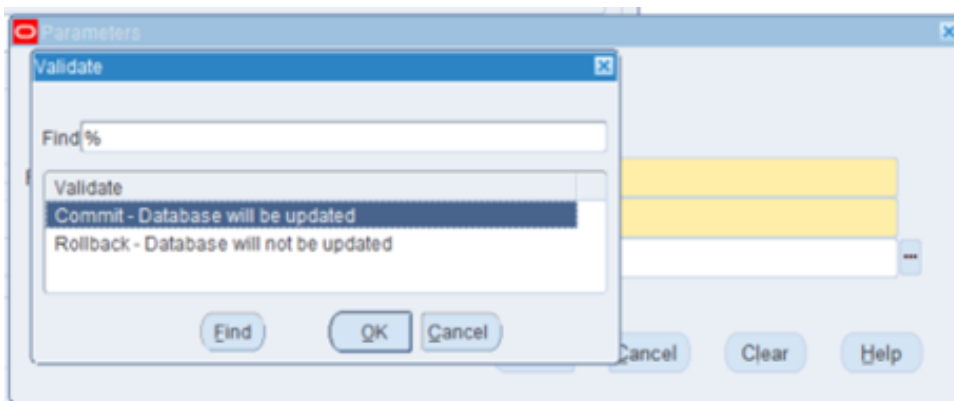 Parameters
Validate
Find %
Validate
Commit - Database will be updated
Rollback - Database will not be updated
Find OK Cancel
Cancel Clear Help